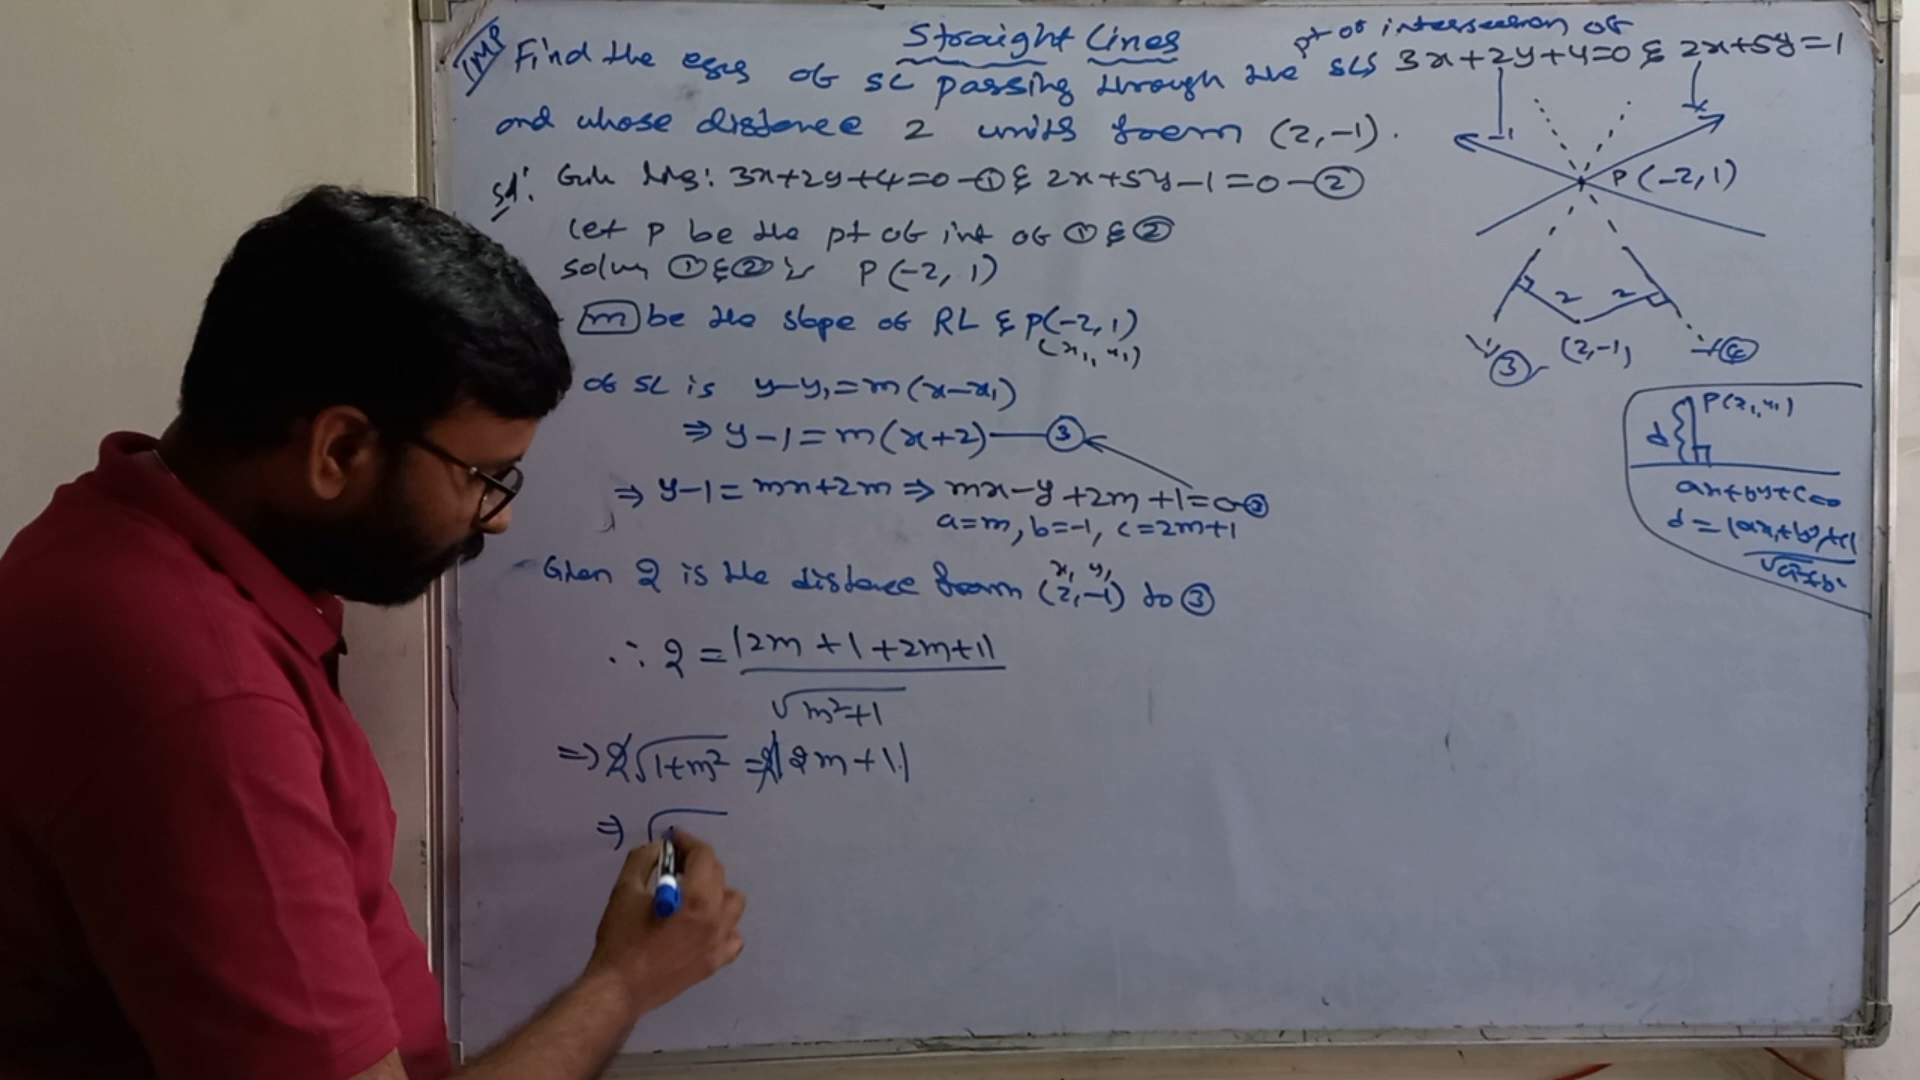 Straight Lines
IMP Find the eqns of SL passing through the pt of intersection of SLS 3x+2y+4=0 & 2x+5y=1
and whose distance 2 units from (2,-1).
Sol: Given lines: 3x+2y+4=0-① & 2x+5y-1=0-②
Let P be the pt of int of ① & ②
solving ① & ② P(-2, 1)
m be the slope of RL & P(-2,1)
(x₁, y₁)
of SL is y-y₁=m(x-x₁)
⇒ y-1=m(x+2)-③
⇒ y-1=mx+2m ⇒ mx-y+2m+1=0-③
a=m, b=-1, c=2m+1
Given 2 is the distance from (2,-1) to ③
x₁ y₁
∴ 2 = |2m+1+2m+1|
√m²+1
⇒ 2√1+m² = 2|2m+1|
⇒ √
P(-2,1)
2 2
③ (2,-1) ④
P(x₁,y₁)
d
ax+by+c=0
d = |ax₁+by₁+c|
√a²+b²